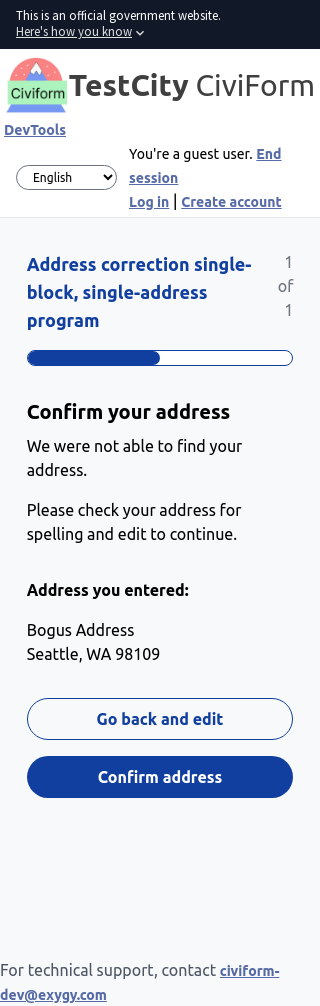 This is an official government website.
Here's how you know
Civiform
TestCity CiviForm
DevTools
English
You're a guest user. End
session
Log in | Create account
Address correction single-
block, single-address
program
1
of
1
Confirm your address
We were not able to find your
address.
Please check your address for
spelling and edit to continue.
Address you entered:
Bogus Address
Seattle, WA 98109
Go back and edit
Confirm address
For technical support, contact civiform-
dev@exygy.com